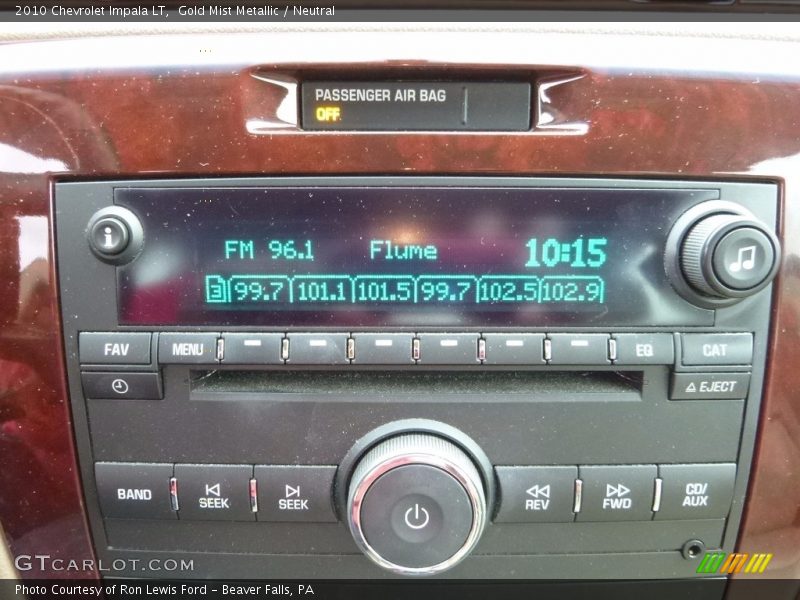 2010 Chevrolet Impala LT,  Gold Mist Metallic / Neutral
PASSENGER AIR BAG
OFF
i
FM 96.1 Flume 10:15
3 99.7 101.1 101.5 99.7 102.5 102.9
FAV MENU EQ CAT
EJECT
BAND SEEK SEEK REV FWD CD/AUX
GTCARLOT.COM
Photo Courtesy of Ron Lewis Ford – Beaver Falls, PA